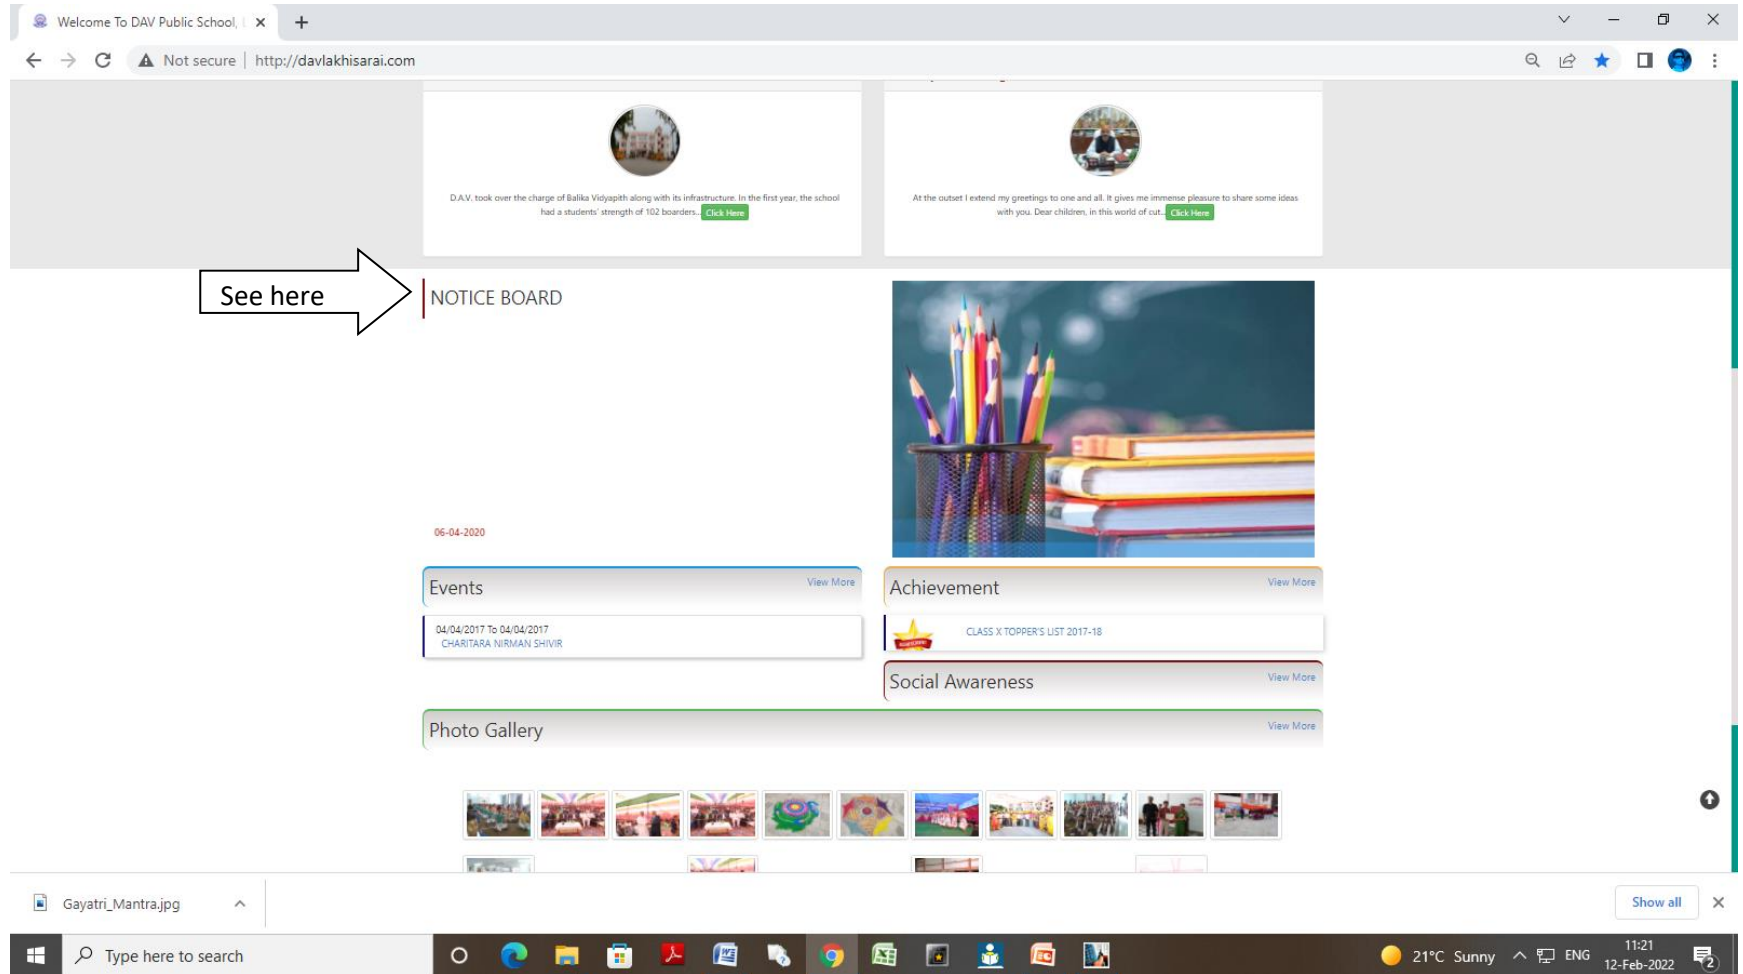 Welcome To DAV Public School,
Not secure | http://davlakhisarai.com
D.A.V. took over the charge of Balika Vidyapith along with its infrastructure. In the first year, the school
had a students' strength of 102 boarders.. Click Here
At the outset I extend my greetings to one and all. It gives me immense pleasure to share some ideas
with you. Dear children, in this world of cut.. Click Here
See here
NOTICE BOARD
06-04-2020
Events View More
04/04/2017 To 04/04/2017
CHARITARA NIRMAN SHIVIR
Achievement View More
CLASS X TOPPER'S LIST 2017-18
Social Awareness View More
Photo Gallery View More
Gayatri_Mantra.jpg
Show all
Type here to search
21°C Sunny
ENG
11:21
12-Feb-2022
2